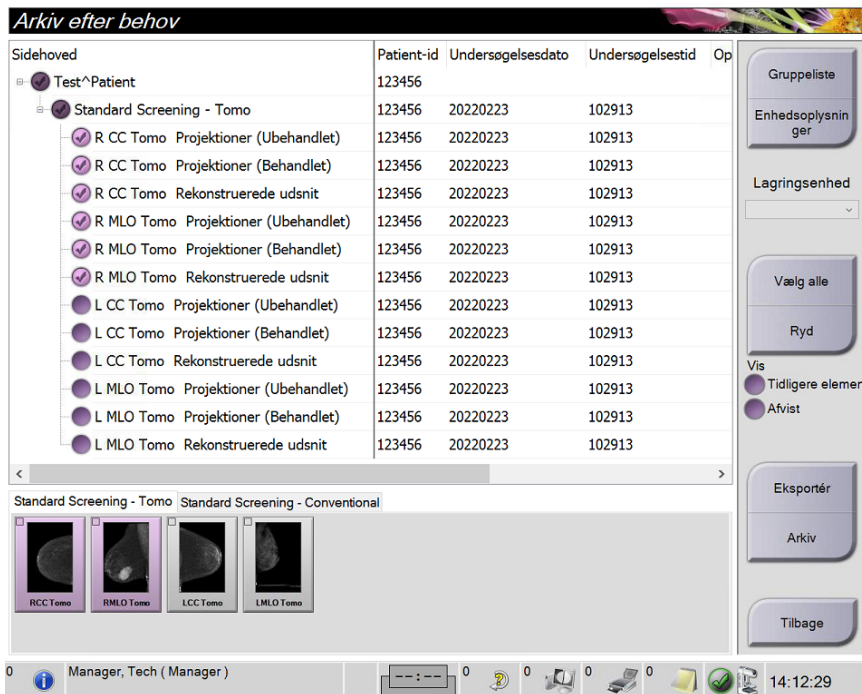 Arkiv efter behov
Sidehoved Patient-id Undersøgelsesdato Undersøgelsestid Op
Test^Patient 123456
Standard Screening - Tomo 123456 20220223 102913
R CC Tomo Projektioner (Ubehandlet) 123456 20220223 102913
R CC Tomo Projektioner (Behandlet) 123456 20220223 102913
R CC Tomo Rekonstruerede udsnit 123456 20220223 102913
R MLO Tomo Projektioner (Ubehandlet) 123456 20220223 102913
R MLO Tomo Projektioner (Behandlet) 123456 20220223 102913
R MLO Tomo Rekonstruerede udsnit 123456 20220223 102913
L CC Tomo Projektioner (Ubehandlet) 123456 20220223 102913
L CC Tomo Projektioner (Behandlet) 123456 20220223 102913
L CC Tomo Rekonstruerede udsnit 123456 20220223 102913
L MLO Tomo Projektioner (Ubehandlet) 123456 20220223 102913
L MLO Tomo Projektioner (Behandlet) 123456 20220223 102913
L MLO Tomo Rekonstruerede udsnit 123456 20220223 102913
Standard Screening - Tomo Standard Screening - Conventional
RCC Tomo RMLO Tomo LCC Tomo LMLO Tomo
Gruppeliste
Enhedsoplysnin
ger
Lagringsenhed
Vælg alle
Ryd
Vis
Tidligere elemer
Afvist
Eksportér
Arkiv
Tilbage
0 Manager, Tech ( Manager ) --:-- 0 0 0 0 14:12:29